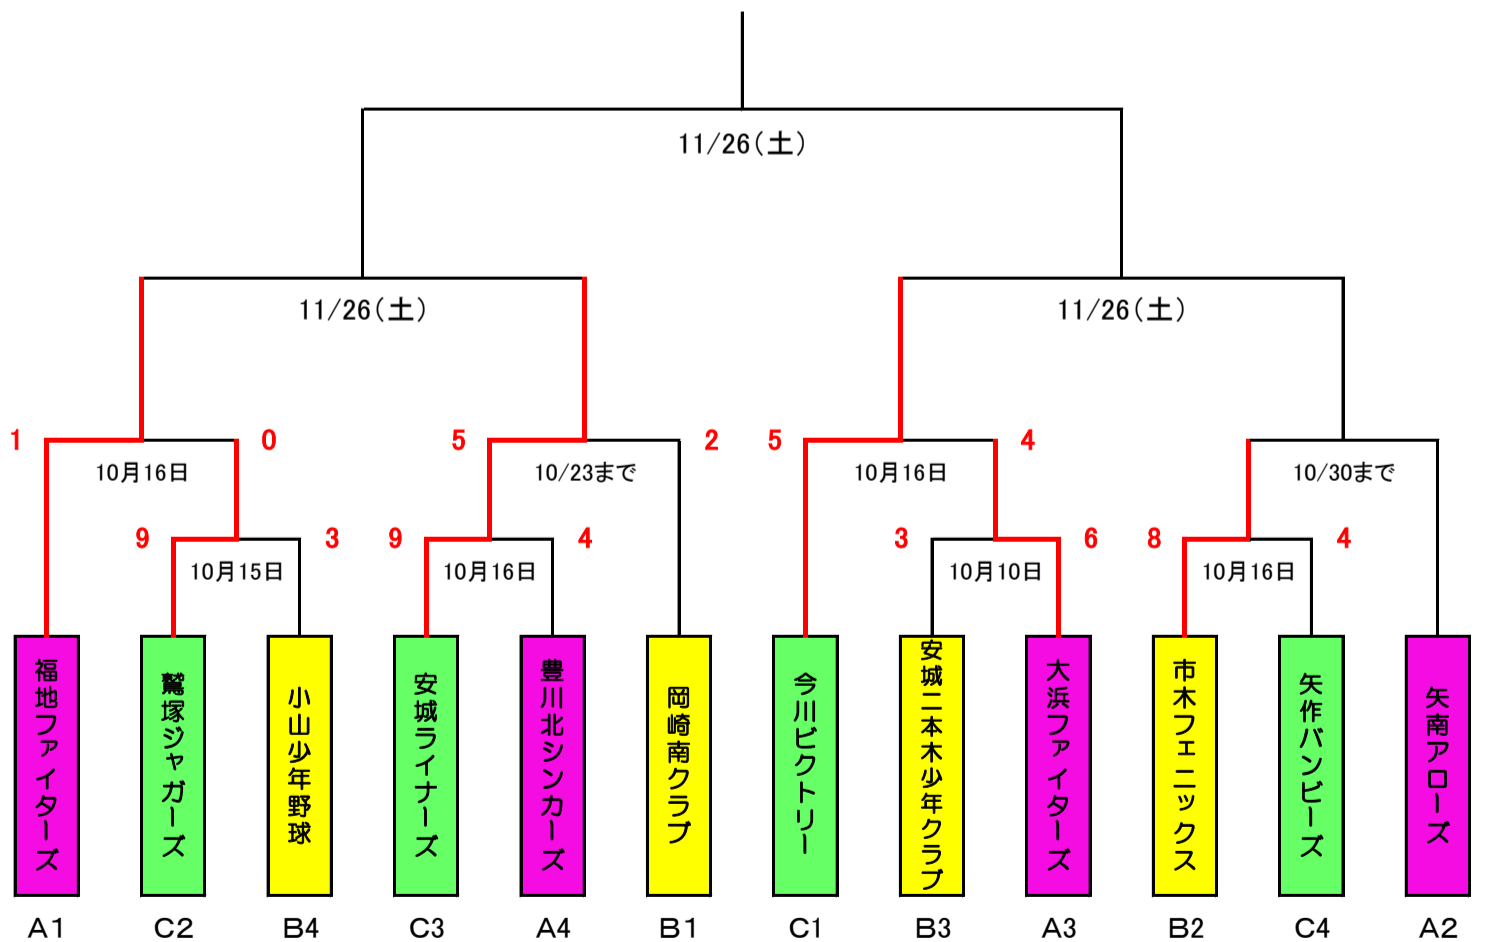 11/26(土)
11/26(土)
11/26(土)
1
0
5
2
5
4
10月16日
10/23まで
10月16日
10/30まで
9
3
9
4
3
6
8
4
10月15日
10月16日
10月10日
10月16日
福地ファイターズ
鷲塚ジャガーズ
小山少年野球
安城ライナーズ
豊川北シンカーズ
岡崎南クラブ
今川ビクトリー
安城二本木少年クラブ
大浜ファイターズ
市木フェニックス
矢作バンビーズ
矢南アローズ
A1
C2
B4
C3
A4
B1
C1
B3
A3
B2
C4
A2